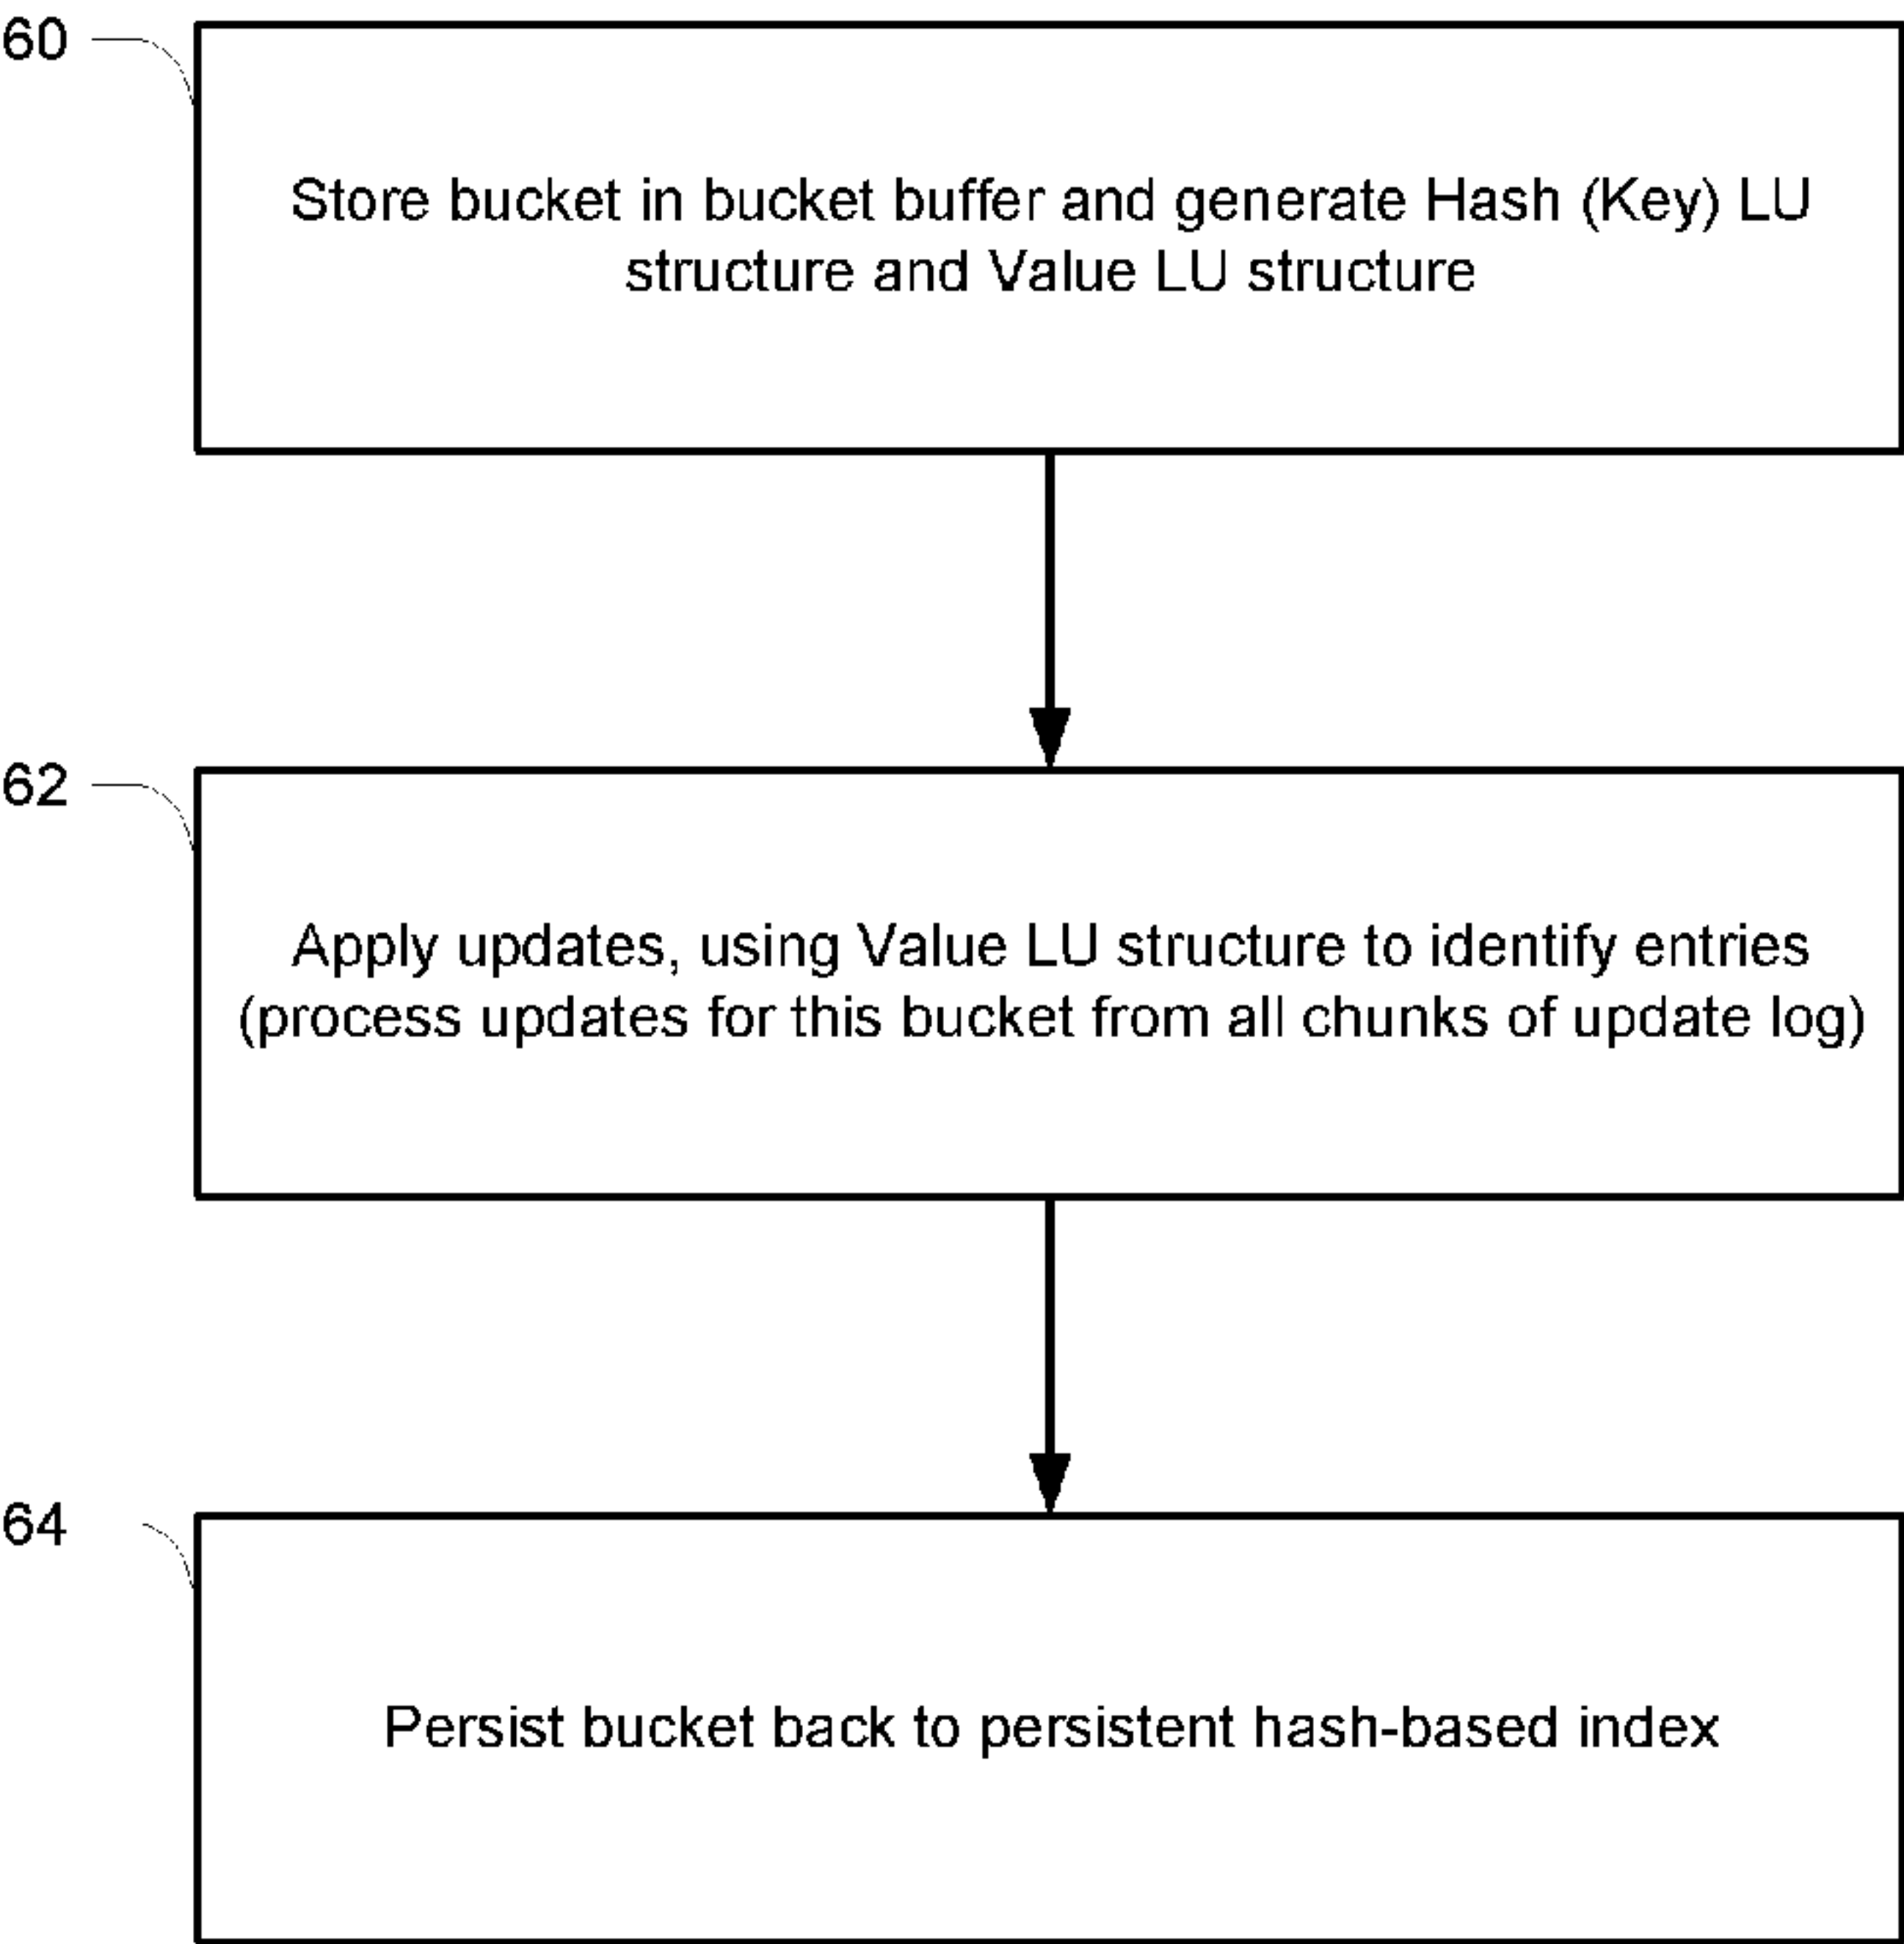 60
Store bucket in bucket buffer and generate Hash (Key) LU
structure and Value LU structure
62
Apply updates, using Value LU structure to identify entries
(process updates for this bucket from all chunks of update log)
64
Persist bucket back to persistent hash-based index